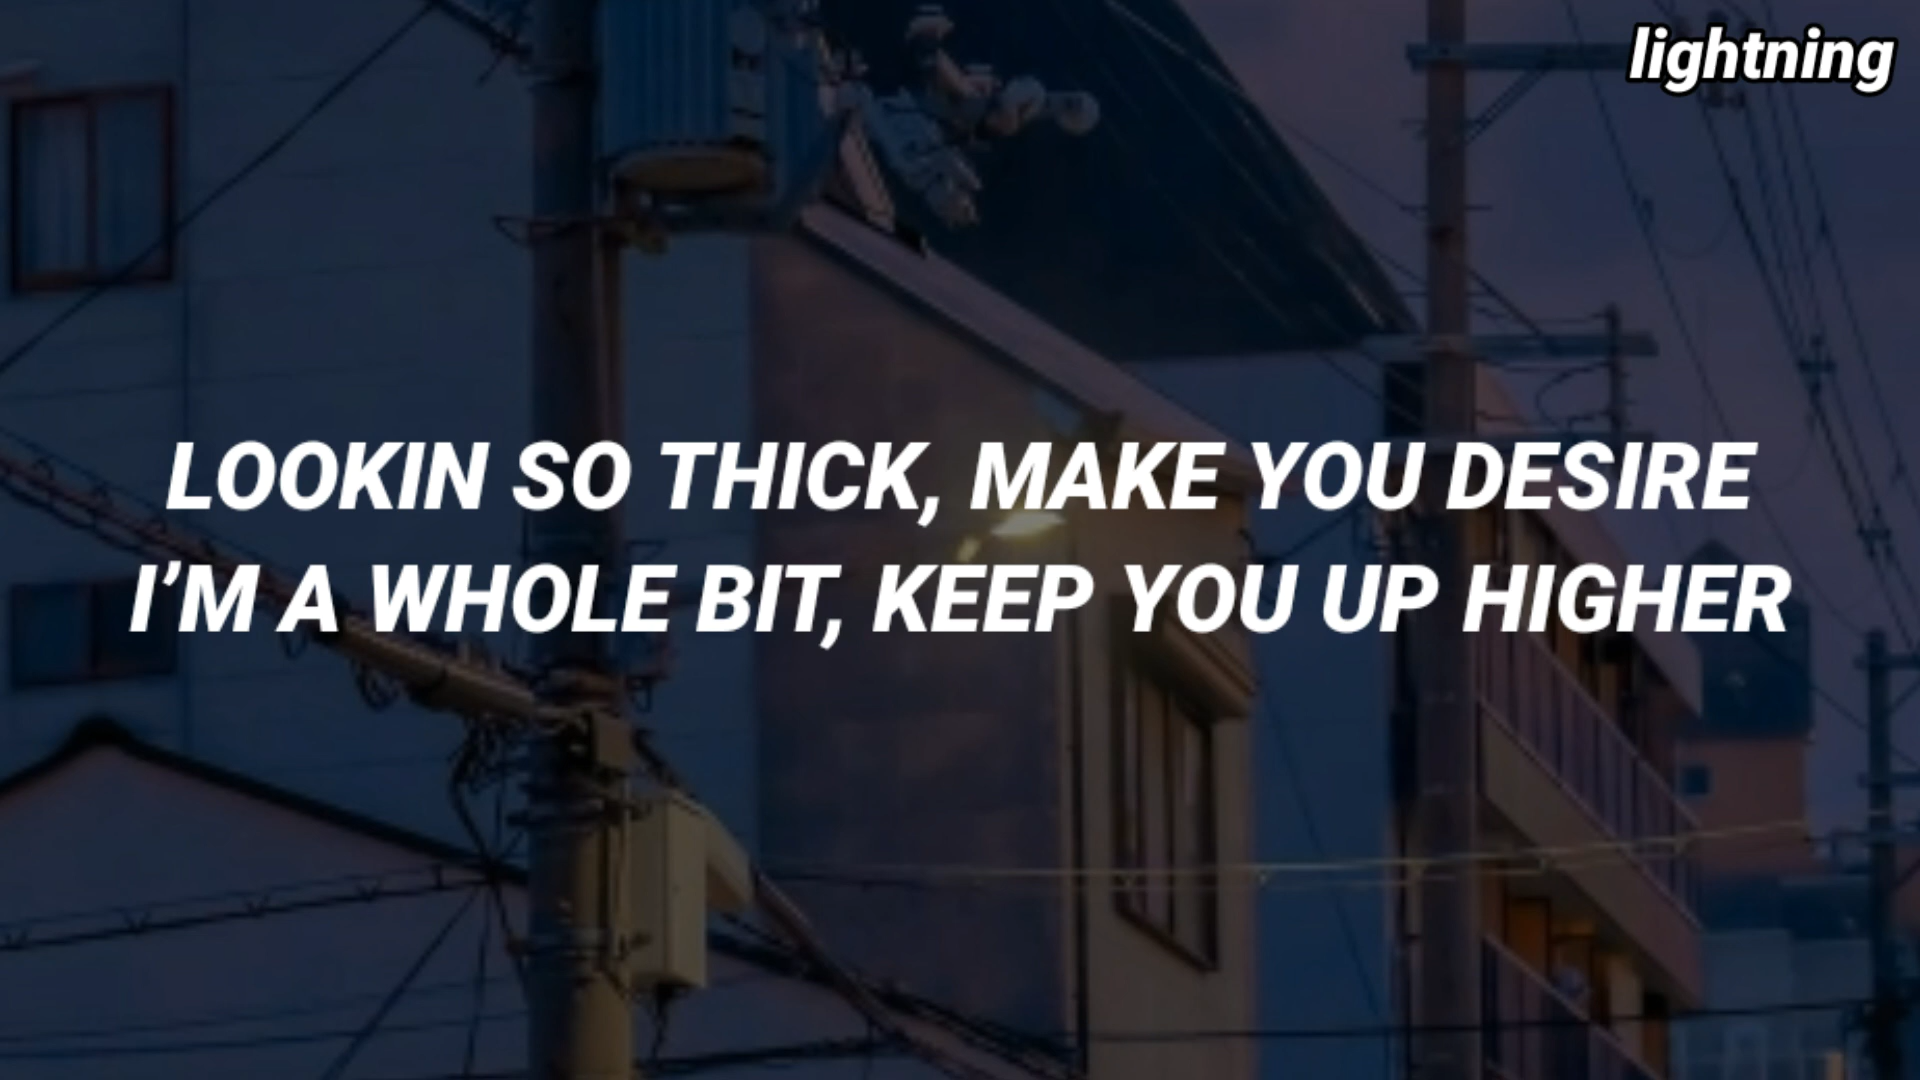 lightning
LOOKIN SO THICK, MAKE YOU DESIRE
I’M A WHOLE BIT, KEEP YOU UP HIGHER